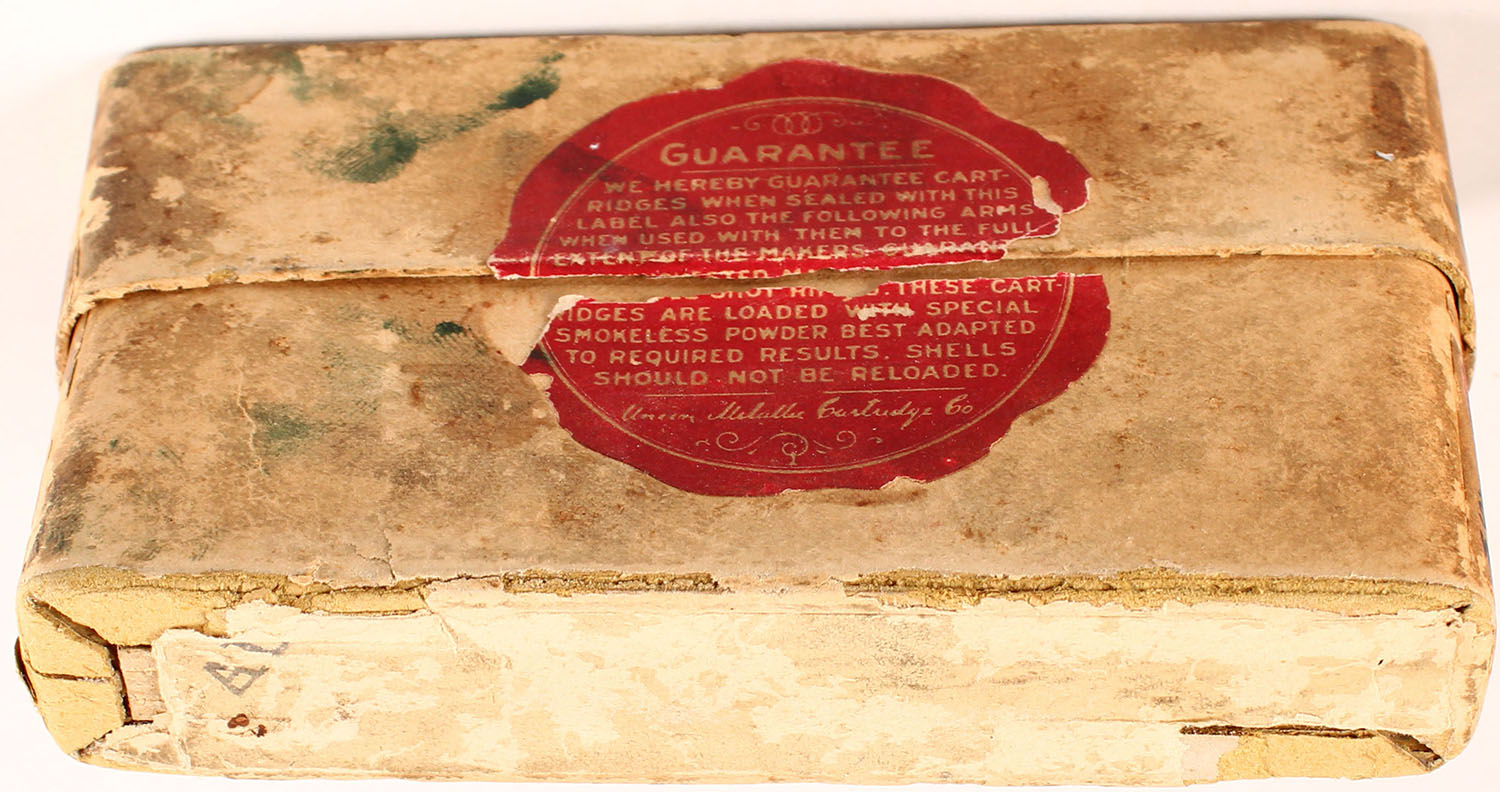 GUARANTEE
WE HEREBY GUARANTEE CART-
RIDGES WHEN SEALED WITH THIS
LABEL ALSO THE FOLLOWING ARMS
WHEN USED WITH THEM TO THE FULL
EXTENT OF THE MAKERS GUARAN
THESE CART-
IDGES ARE LOADED WITH SPECIAL
SMOKELESS POWDER BEST ADAPTED
TO REQUIRED RESULTS. SHELLS
SHOULD NOT BE RELOADED.
Union Metallic Cartridge Co